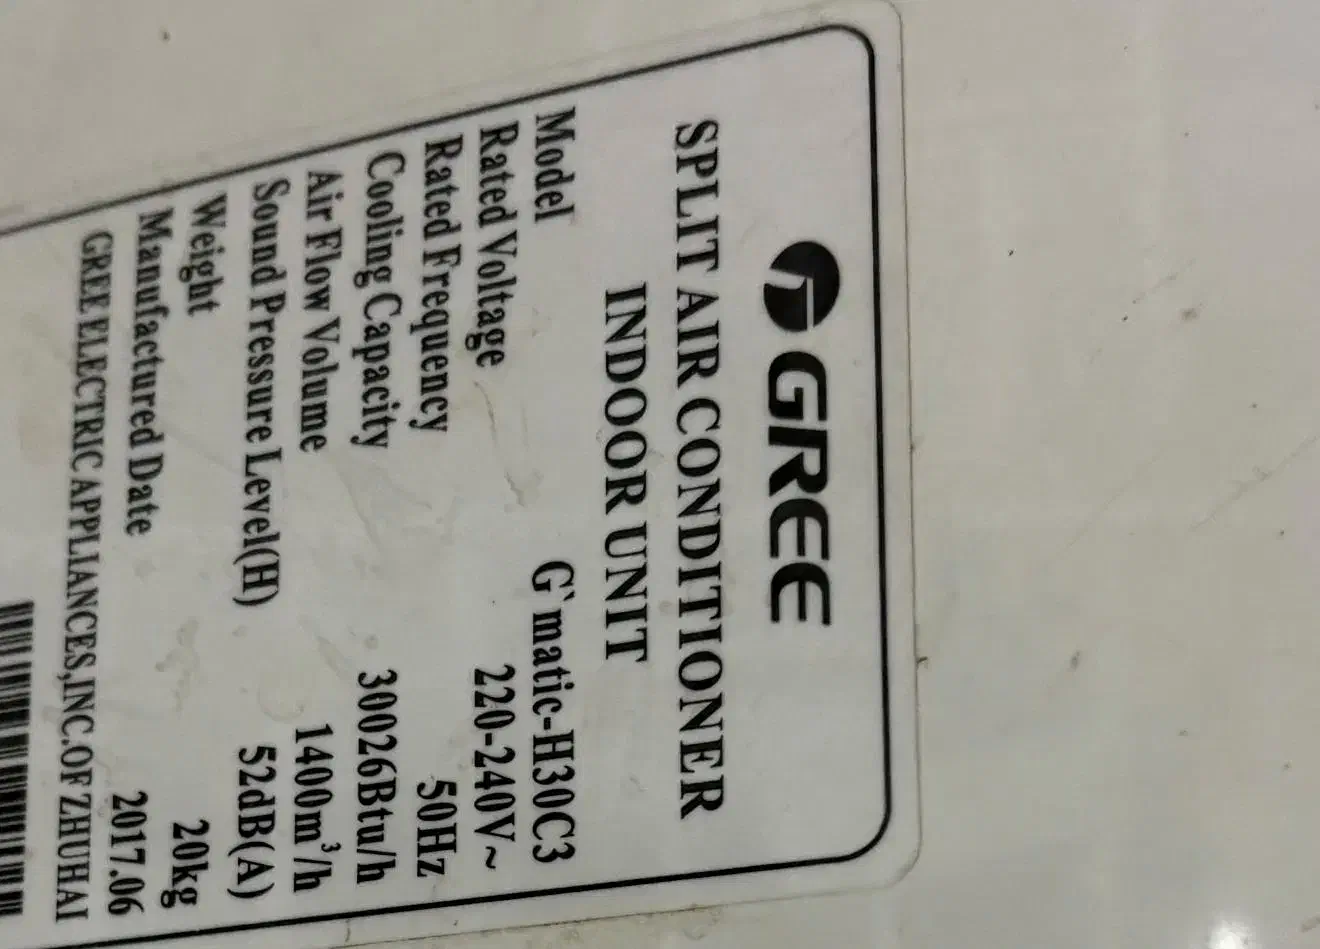 GREE
SPLIT AIR CONDITIONER
INDOOR UNIT
Model G`matic-H30C3
Rated Voltage 220-240V~
Rated Frequency 50Hz
Cooling Capacity 30026Btu/h
Air Flow Volume 1400m³/h
Sound Pressure Level(H) 52dB(A)
Weight 20kg
Manufactured Date 2017.06
GREE ELECTRIC APPLIANCES,INC.OF ZHUHAI